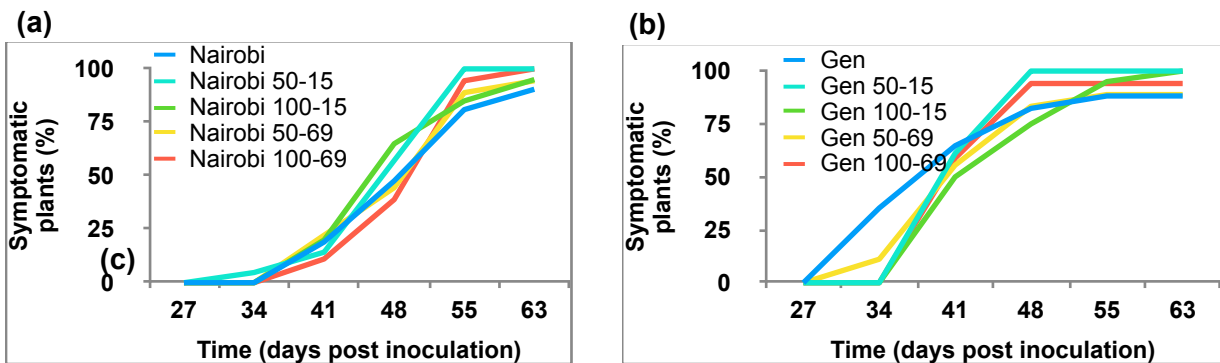 (a)
Nairobi
Nairobi 50-15
Nairobi 100-15
Nairobi 50-69
Nairobi 100-69
Symptomatic
plants (%)
100
75
50
25
0
(c)
27 34 41 48 55 63
Time (days post inoculation)
(b)
Gen
Gen 50-15
Gen 100-15
Gen 50-69
Gen 100-69
Symptomatic
plants (%)
100
75
50
25
0
27 34 41 48 55 63
Time (days post inoculation)